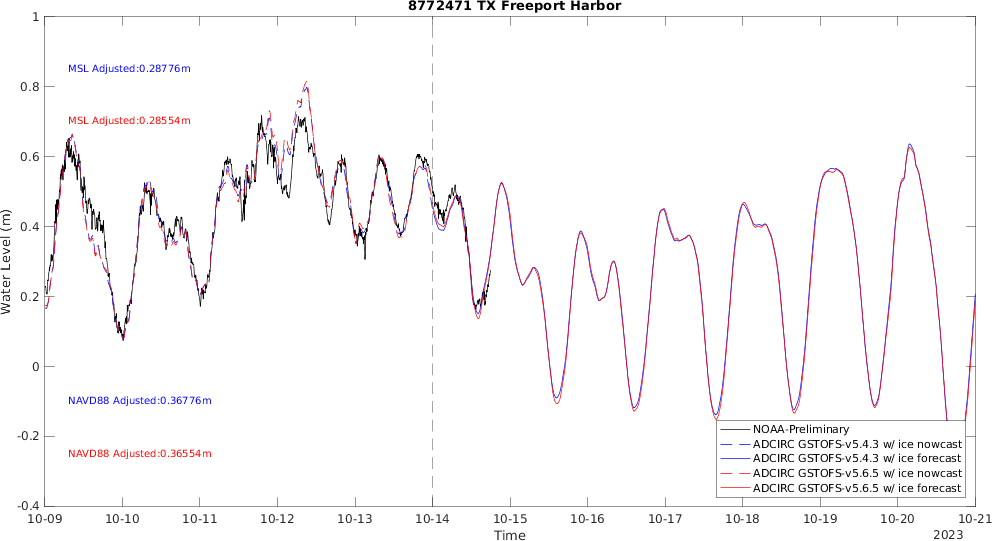 8772471 TX Freeport Harbor
1
0.8
0.6
0.4
0.2
0
-0.2
-0.4
Water Level (m)
MSL Adjusted:0.28776m
MSL Adjusted:0.28554m
NAVD88 Adjusted:0.36776m
NAVD88 Adjusted:0.36554m
NOAA-Preliminary
ADCIRC GSTOFS-v5.4.3 w/ ice nowcast
ADCIRC GSTOFS-v5.4.3 w/ ice forecast
ADCIRC GSTOFS-v5.6.5 w/ ice nowcast
ADCIRC GSTOFS-v5.6.5 w/ ice forecast
10-09 10-10 10-11 10-12 10-13 10-14 10-15 10-16 10-17 10-18 10-19 10-20 10-21
Time
2023